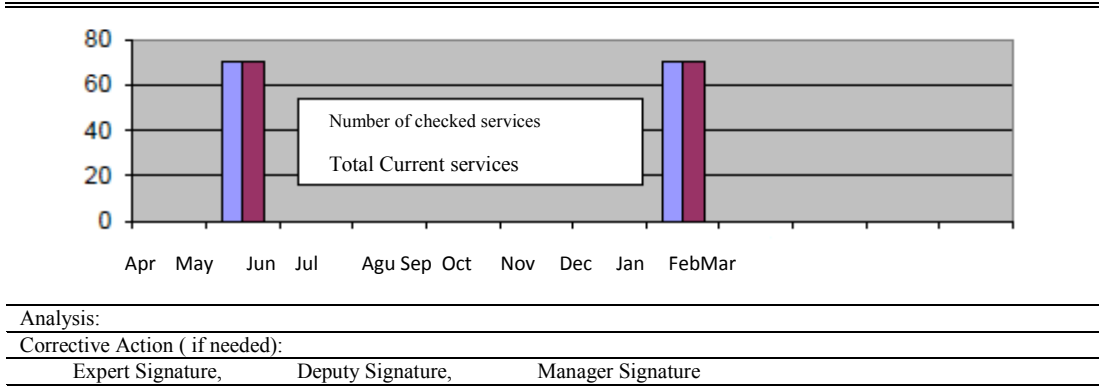 80
60
40
20
0
Number of checked services
Total Current services
Apr May Jun Jul Agu Sep Oct Nov Dec Jan FebMar
Analysis:
Corrective Action ( if needed):
Expert Signature, Deputy Signature, Manager Signature